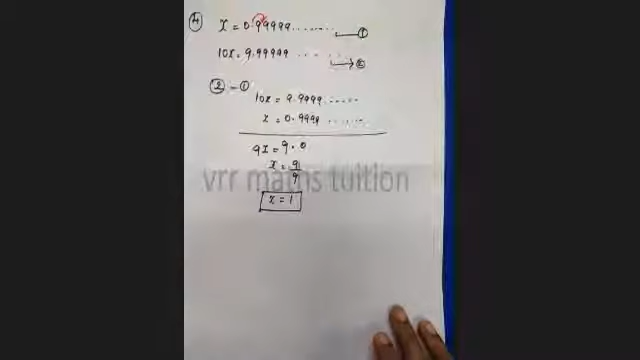 ④ x = 0.99999....... ①
10x = 9.99999 ... ... ②
② - ①
10x = 9.9999......
x = 0.9999.......
9x = 9.0
x = 9/9
vrr maths tuition
x = 1